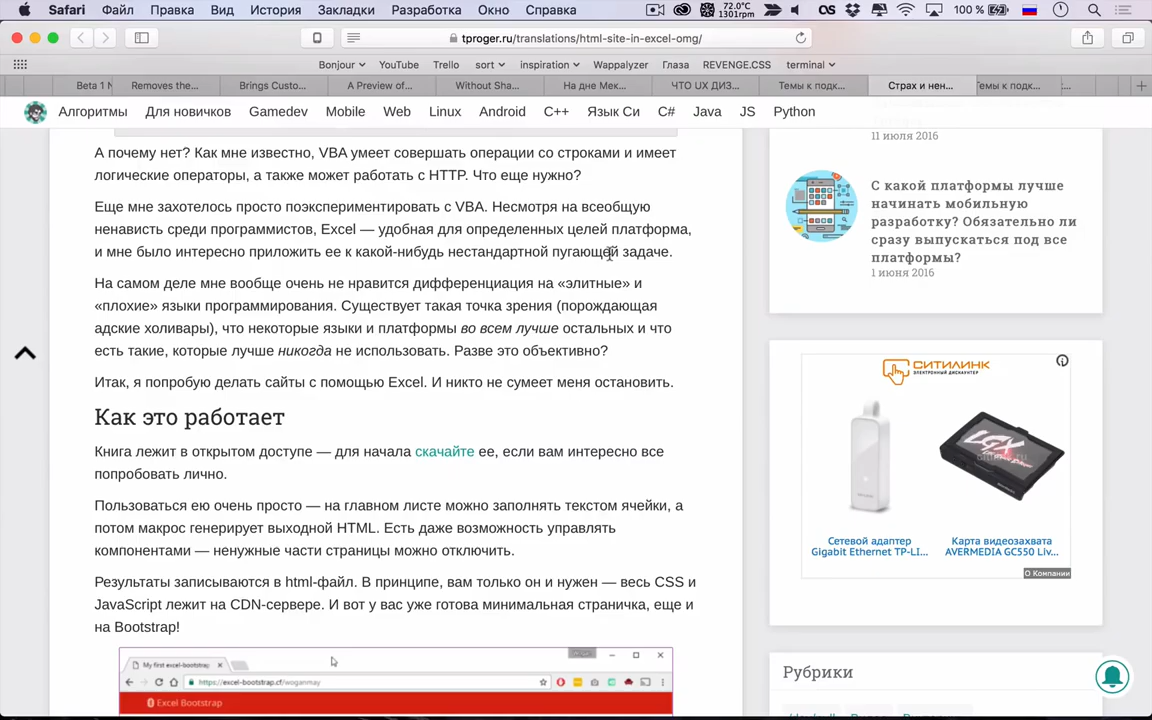 Safari Файл Правка Вид История Закладки Разработка Окно Справка 72.0°C 1301rpm 100 %
tproger.ru/translations/html-site-in-excel-omg/
Bonjour YouTube Trello sort inspiration Wappalyzer Глаза REVENGE.CSS terminal
Beta 1 Removes the... Brings Custo... A Preview of... Without Sha... На дне Мек... ЧТО UX ДИЗ... Темы к подк... Страх и нен... Темы к подк...
Алгоритмы Для новичков Gamedev Mobile Web Linux Android C++ Язык Си C# Java JS Python
А почему нет? Как мне известно, VBA умеет совершать операции со строками и имеет
логические операторы, а также может работать с HTTP. Что еще нужно?
Еще мне захотелось просто поэкспериментировать с VBA. Несмотря на всеобщую
ненависть среди программистов, Excel — удобная для определенных целей платформа,
и мне было интересно приложить ее к какой-нибудь нестандартной пугающей задаче.
На самом деле мне вообще очень не нравится дифференциация на «элитные» и
«плохие» языки программирования. Существует такая точка зрения (порождающая
адские холивары), что некоторые языки и платформы во всем лучше остальных и что
есть такие, которые лучше никогда не использовать. Разве это объективно?
Итак, я попробую делать сайты с помощью Excel. И никто не сумеет меня остановить.
Как это работает
Книга лежит в открытом доступе — для начала скачайте ее, если вам интересно все
попробовать лично.
Пользоваться ею очень просто — на главном листе можно заполнять текстом ячейки, а
потом макрос генерирует выходной HTML. Есть даже возможность управлять
компонентами — ненужные части страницы можно отключить.
Результаты записываются в html-файл. В принципе, вам только он и нужен — весь CSS и
JavaScript лежит на CDN-сервере. И вот у вас уже готова минимальная страничка, еще и
на Bootstrap!
My first excel-bootstrap
https://excel-bootstrap.cf/woganmay
Excel Bootstrap
11 июля 2016
С какой платформы лучше
начинать мобильную
разработку? Обязательно ли
сразу выпускаться под все
платформы?
1 июня 2016
СИТИЛИНК
ЭЛЕКТРОННЫЙ ДИСКАУНТЕР
LGX
Сетевой адаптер
Gigabit Ethernet TP-LI...
Карта видеозахвата
AVERMEDIA GC550 Liv...
О Компании
Рубрики